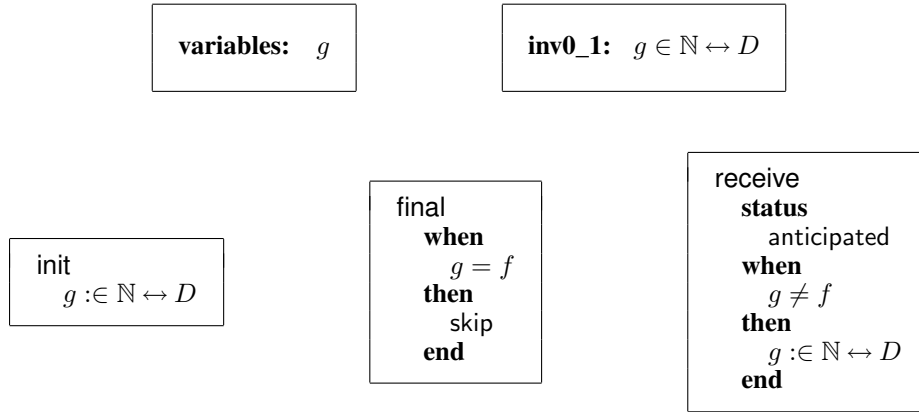 variables: g
inv0_1: g ∈ ℕ ↔ D
init
g :∈ ℕ ↔ D
final
when
g = f
then
skip
end
receive
status
anticipated
when
g ≠ f
then
g :∈ ℕ ↔ D
end